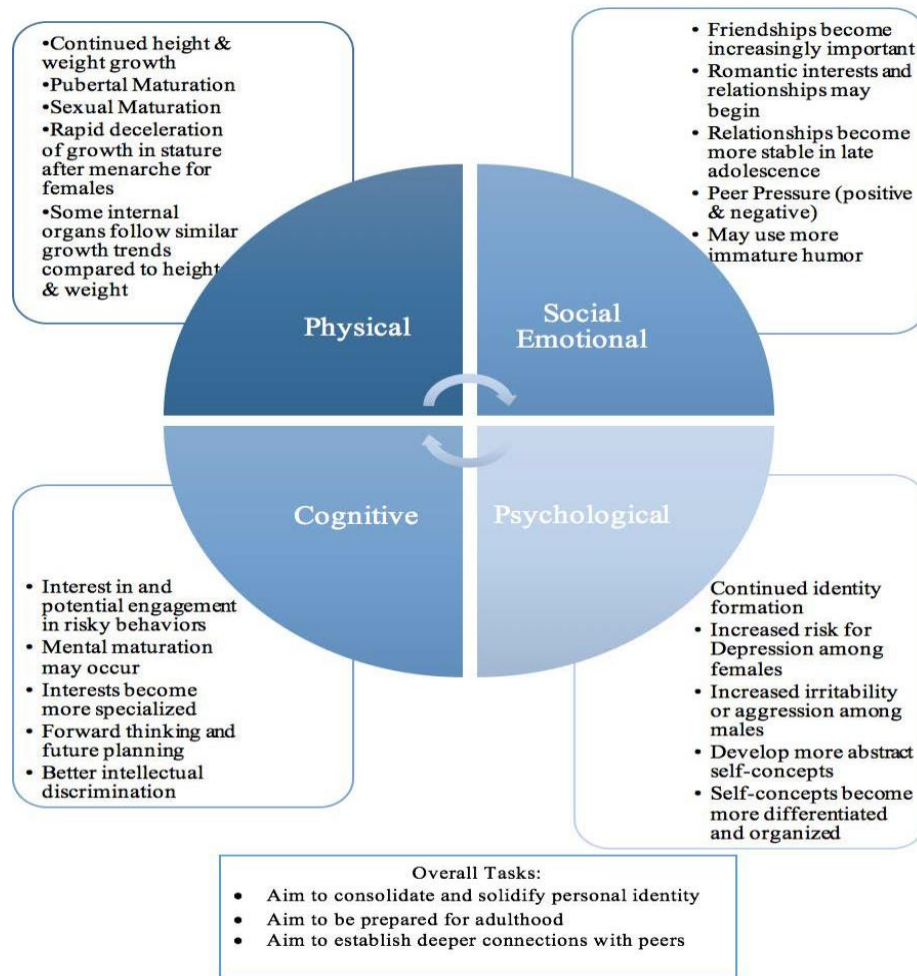 •Continued height &
weight growth
•Pubertal Maturation
•Sexual Maturation
•Rapid deceleration
of growth in stature
after menarche for
females
•Some internal
organs follow similar
growth trends
compared to height
& weight
• Friendships become
increasingly important
• Romantic interests and
relationships may
begin
• Relationships become
more stable in late
adolescence
• Peer Pressure (positive
& negative)
• May use more
immature humor
Physical
Social
Emotional
Cognitive
Psychological
• Interest in and
potential engagement
in risky behaviors
• Mental maturation
may occur
• Interests become
more specialized
• Forward thinking and
future planning
• Better intellectual
discrimination
Continued identity
formation
• Increased risk for
Depression among
females
• Increased irritability
or aggression among
males
• Develop more abstract
self-concepts
• Self-concepts become
more differentiated
and organized
Overall Tasks:
• Aim to consolidate and solidify personal identity
• Aim to be prepared for adulthood
• Aim to establish deeper connections with peers